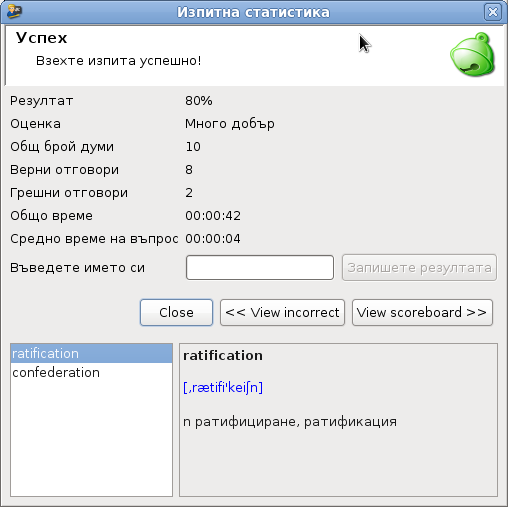 Изпитна статистика
Успех
Взехте изпита успешно!
Резултат 80%
Оценка Много добър
Общ брой думи 10
Верни отговори 8
Грешни отговори 2
Общо време 00:00:42
Средно време на въпрос 00:00:04
Въведете името си Запишете резултата
Close << View incorrect View scoreboard >>
ratification
confederation
ratification
[,rætifi'keiʃn]
n ратифициране, ратификация